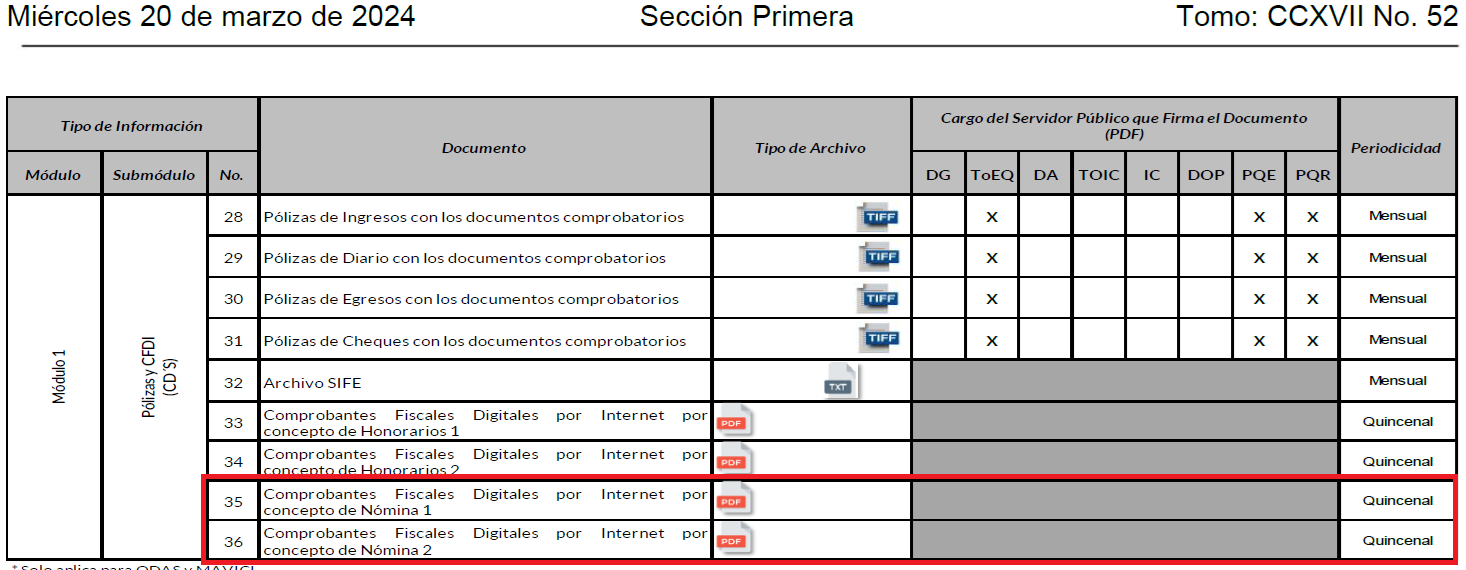 Miércoles 20 de marzo de 2024 Sección Primera Tomo: CCXVII No. 52
Tipo de Información Documento Tipo de Archivo Cargo del Servidor Público que Firma el Documento (PDF) Periodicidad
Módulo Submódulo No. DG ToEQ DA TOIC IC DOP PQE PQR
Módulo 1
Pólizas y CFDI
(CD´S)
28 Pólizas de Ingresos con los documentos comprobatorios TIFF x x x Mensual
29 Pólizas de Diario con los documentos comprobatorios TIFF x x x Mensual
30 Pólizas de Egresos con los documentos comprobatorios TIFF x x x Mensual
31 Pólizas de Cheques con los documentos comprobatorios TIFF x x x Mensual
32 Archivo SIFE TXT Mensual
33 Comprobantes Fiscales Digitales por Internet por
concepto de Honorarios 1 PDF Quincenal
34 Comprobantes Fiscales Digitales por Internet por
concepto de Honorarios 2 PDF Quincenal
35 Comprobantes Fiscales Digitales por Internet por
concepto de Nómina 1 PDF Quincenal
36 Comprobantes Fiscales Digitales por Internet por
concepto de Nómina 2 PDF Quincenal
* Solo aplica para ODAS y MAVICI